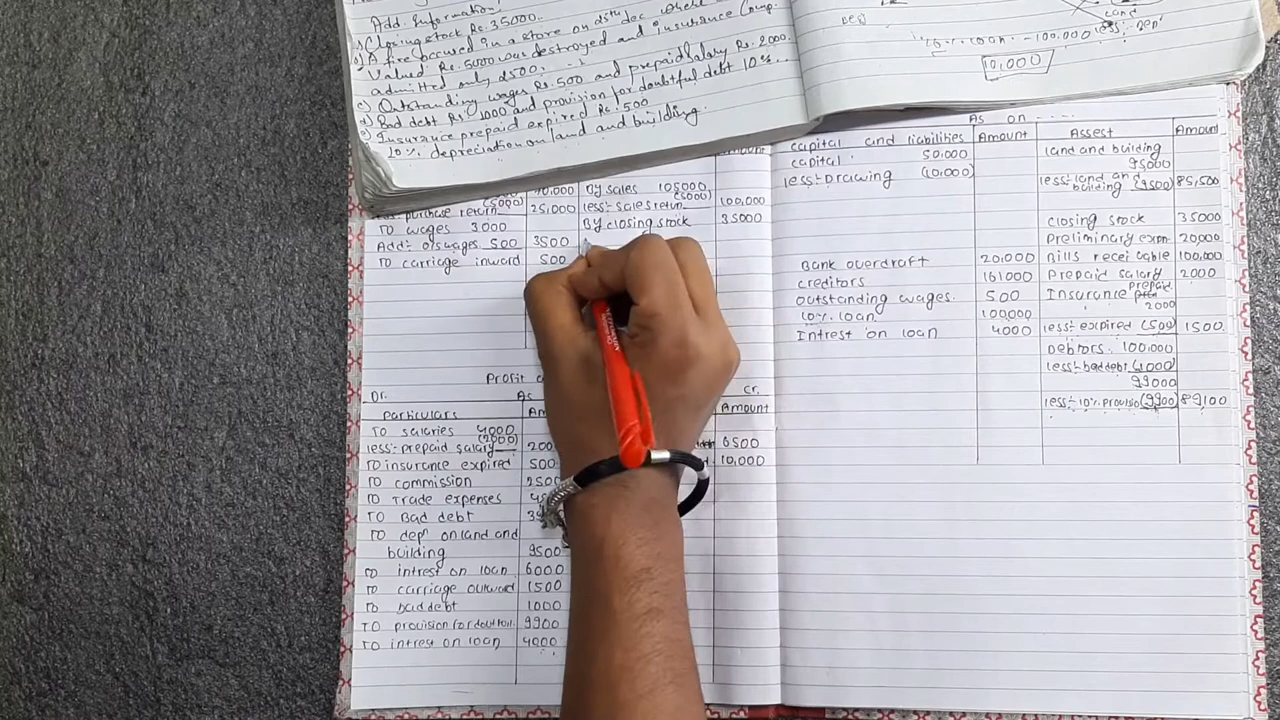 Add. Information
a) Closing stock Rs.35000.
b) A fire occured in a store on 25th dec where
valued Rs.5000 was destroyed and insurance comp.
admitted only 2500.
c) Outstanding wages Rs.500 and prepaid salary Rs. 2000.
d) Bad debt Rs. 1000 and provision for doubtful debt 10%..
e) Insurance prepaid expired Rs.500
10%. depreciation on land and building.
land
10%. loan - 100,000 less:- Dep
10,000
As on ....
capital and liabilities Amount Assest Amount
capital 50,000 land and building
95000
less:- Drawing (10,000) less:- land and
building (9500) 85,500
closing stock 35000
Preliminary 20,000
Bank overdraft 20,000 Bills receivable 100,000
creditors 161000 Prepaid salary 2000
outstanding wages. 500 Insurance prepaid
2000
10%. loan 100000
Intrest on loan 4000 less:- expired (500) 1500.
Debtors. 100,000
less:- bad debt (1000)
99000
less:- 10%. provisio (9900) 89100
By sales 105000
(5000) less:- sales return (5000) 100,000
purchase return 25,000
To wages 3000 By closing stock 35000
Add:- o/s wages 500 3500
To carriage inward 500
Profit
Dr. As cr.
Particulars Amount
To salaries 4000
less:- prepaid salary (2000) 200 6500
To insurance expired 500 10,000
To commission 2500
To Trade expenses
To Bad debt
To depn on land and
building 9500
To intrest on loan 6000
To carriage outward 1500
To bad debt 1000
To provision for doubtful. 9900
To intrest on loan 4000